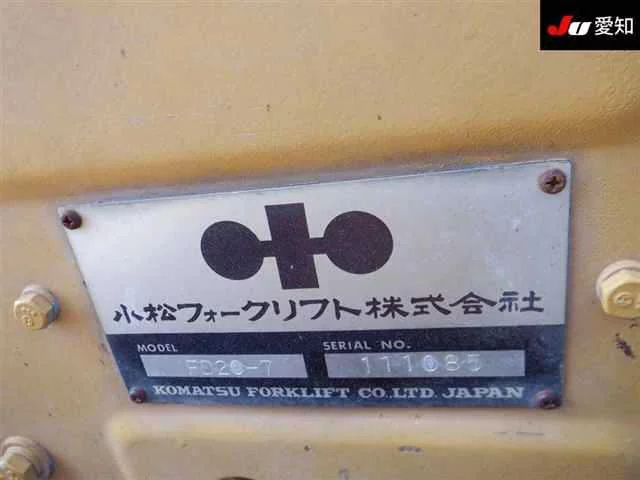 Ju 愛知
小松フォークリフト株式会社
MODEL
FD20-7
SERIAL NO.
111085
KOMATSU FORKLIFT CO.,LTD. JAPAN